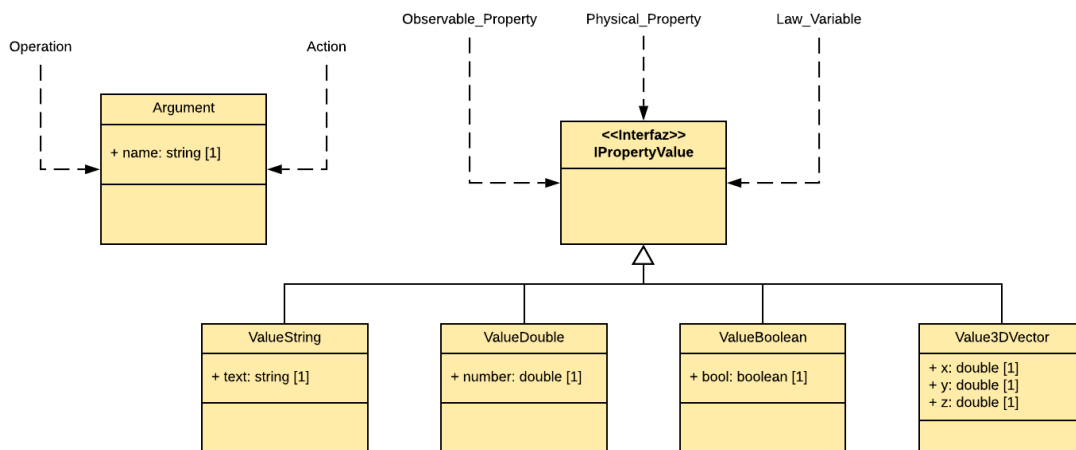 Observable_Property
Physical_Property
Law_Variable
Operation
Action
Argument
+ name: string [1]
<<Interfaz>>
IPropertyValue
ValueString
+ text: string [1]
ValueDouble
+ number: double [1]
ValueBoolean
+ bool: boolean [1]
Value3DVector
+ x: double [1]
+ y: double [1]
+ z: double [1]